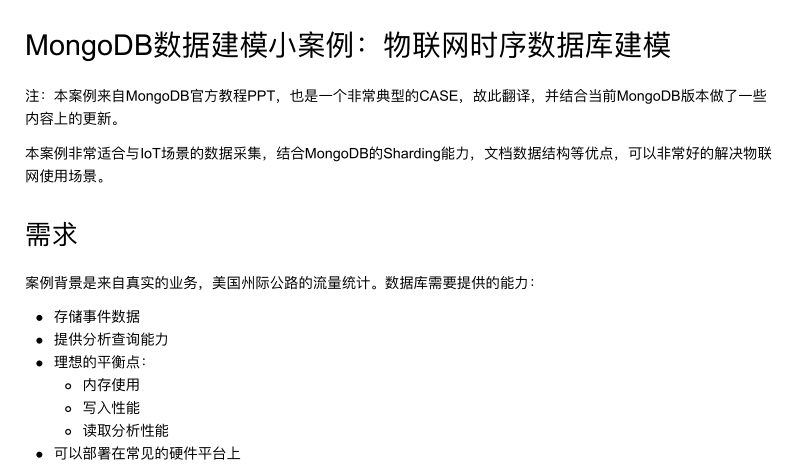 MongoDB数据建模小案例：物联网时序数据库建模
注：本案例来自MongoDB官方教程PPT，也是一个非常典型的CASE，故此翻译，并结合当前MongoDB版本做了一些
内容上的更新。
本案例非常适合与IoT场景的数据采集，结合MongoDB的Sharding能力，文档数据结构等优点，可以非常好的解决物联
网使用场景。
需求
案例背景是来自真实的业务，美国州际公路的流量统计。数据库需要提供的能力：
存储事件数据
提供分析查询能力
理想的平衡点：
内存使用
写入性能
读取分析性能
可以部署在常见的硬件平台上